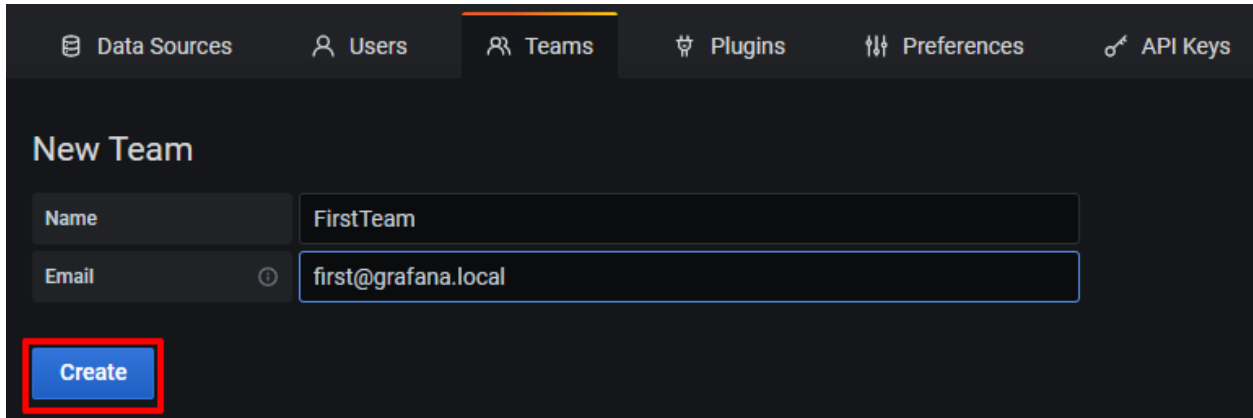 Data Sources Users Teams Plugins Preferences API Keys
New Team
Name FirstTeam
Email first@grafana.local
Create